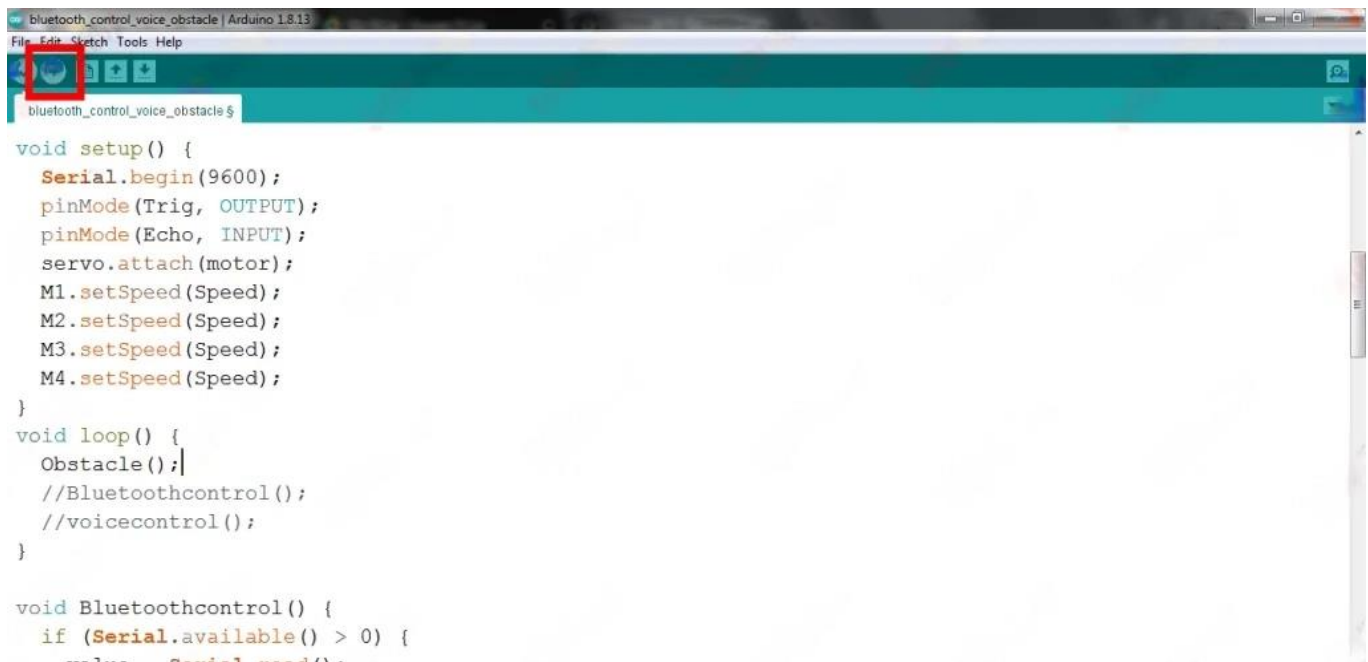 bluetooth_control_voice_obstacle | Arduino 1.8.13
File Edit Sketch Tools Help
bluetooth_control_voice_obstacle §
void setup() {
Serial.begin(9600);
pinMode(Trig, OUTPUT);
pinMode(Echo, INPUT);
servo.attach(motor);
M1.setSpeed(Speed);
M2.setSpeed(Speed);
M3.setSpeed(Speed);
M4.setSpeed(Speed);
}
void loop() {
Obstacle();
//Bluetoothcontrol();
//voicecontrol();
}
void Bluetoothcontrol() {
if (Serial.available() > 0) {